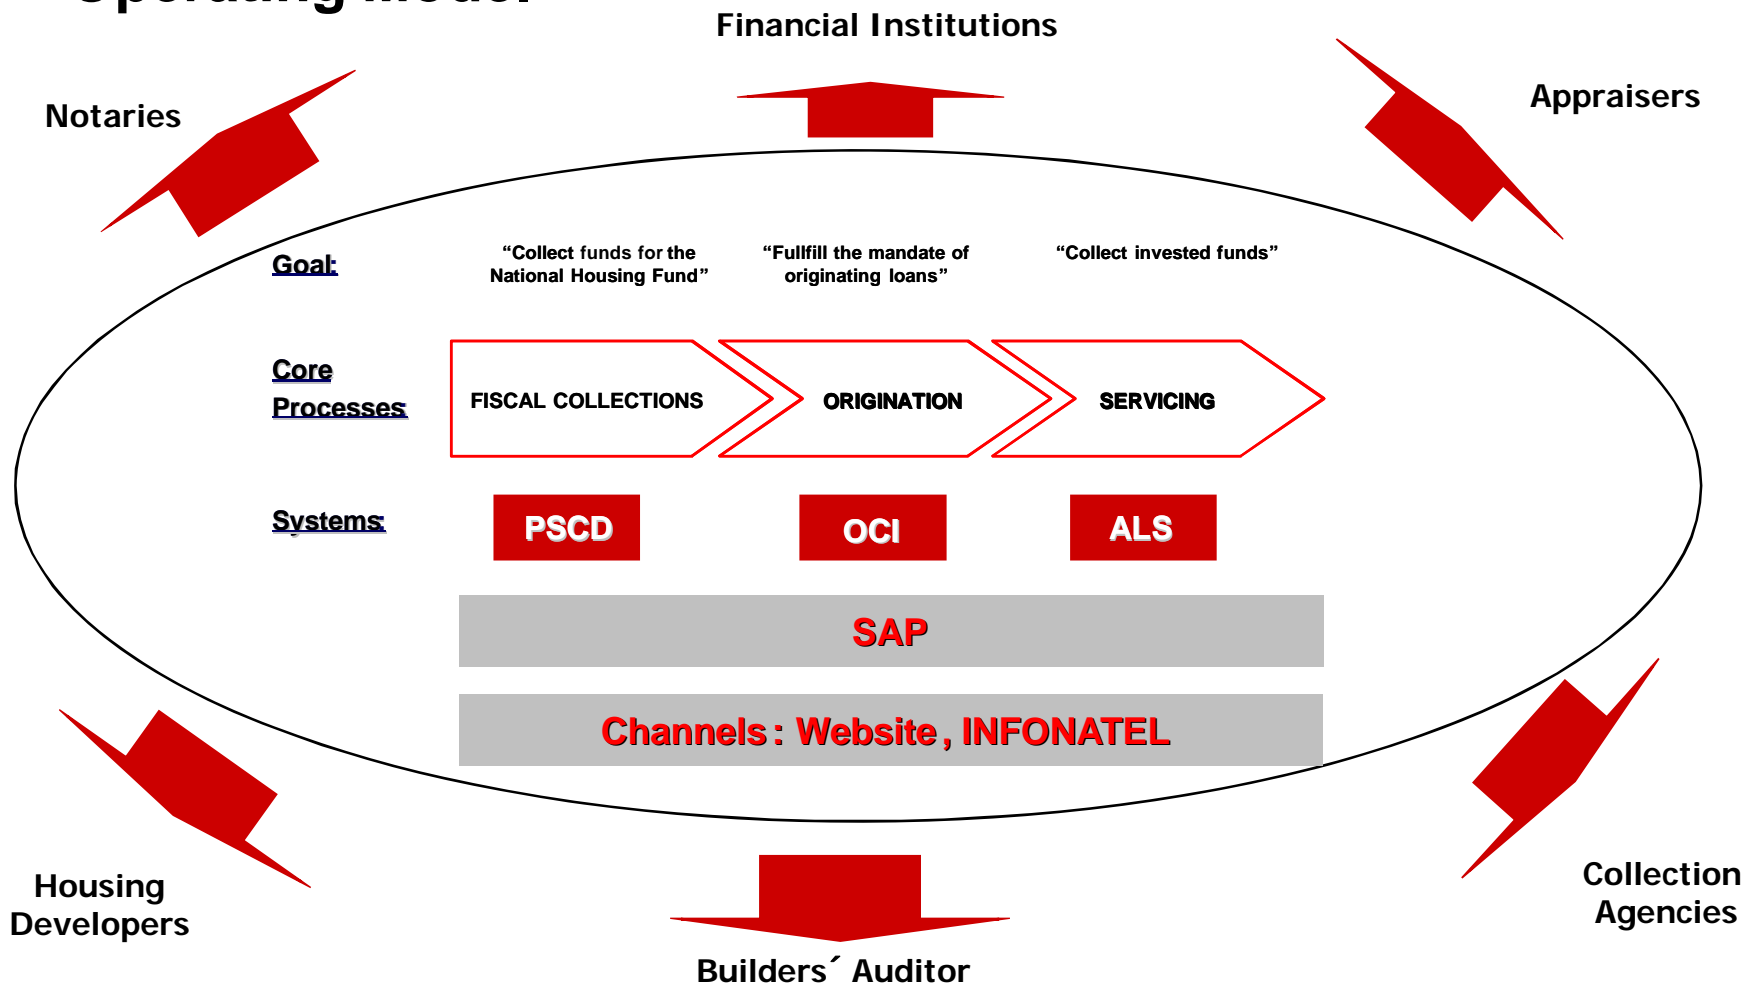 Operating Model
Financial Institutions
Notaries
Appraisers
Goal:
“Collect funds for the
National Housing Fund”
“Fullfill the mandate of
originating loans”
“Collect invested funds”
Core
Processes:
FISCAL COLLECTIONS
ORIGINATION
SERVICING
Systems:
PSCD
OCI
ALS
SAP
Channels : Website , INFONATEL
Housing
Developers
Collection
Agencies
Builders´ Auditor